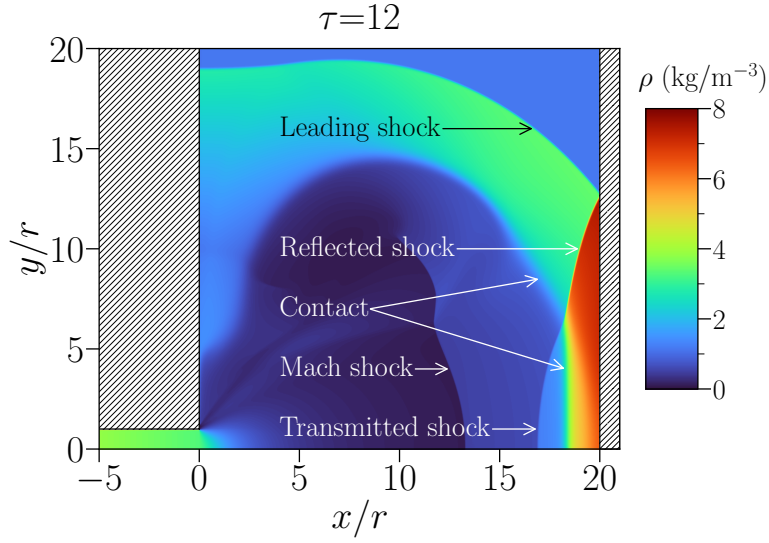 τ=12
20
15
10
5
0
y/r
−5
0
5
10
15
20
x/r
Leading shock
Reflected shock
Contact
Mach shock
Transmitted shock
ρ (kg/m⁻³)
8
6
4
2
0